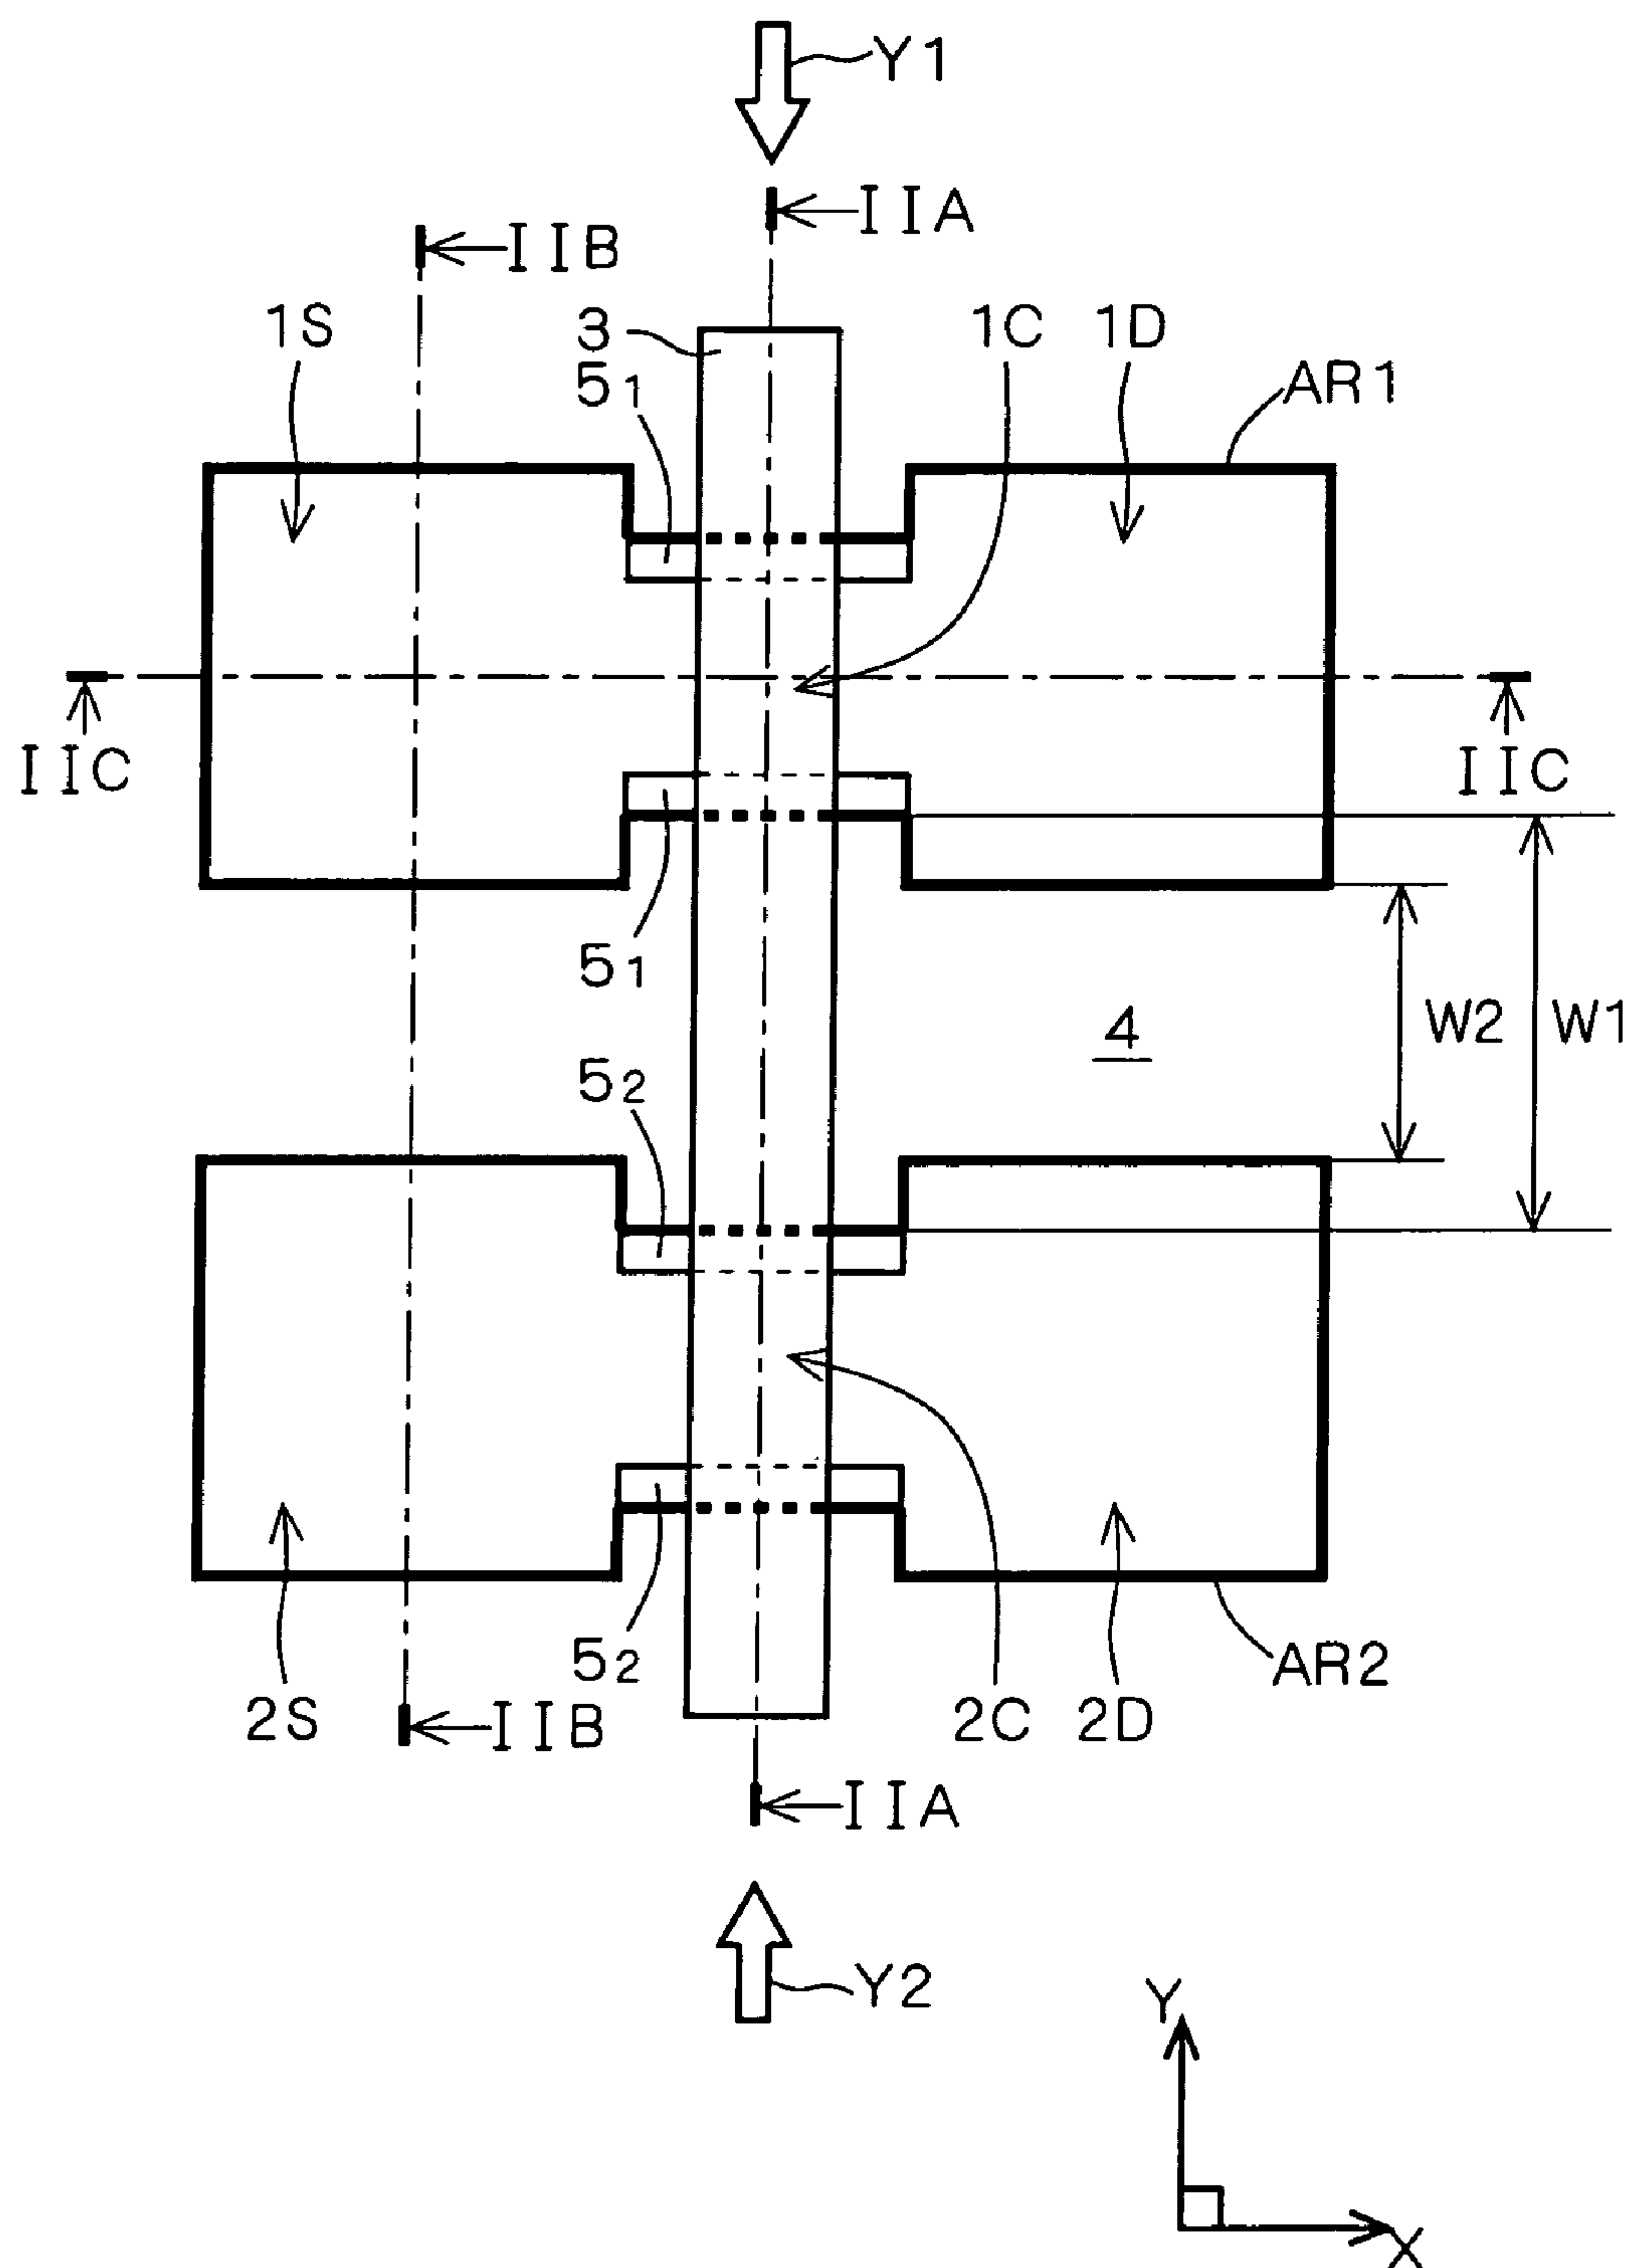 Y1
IIA
IIB
1S
3
1C
1D
5₁
AR1
IIC
IIC
5₁
4
W2
W1
5₂
5₂
AR2
2S
IIB
2C
2D
IIA
Y2
Y
X